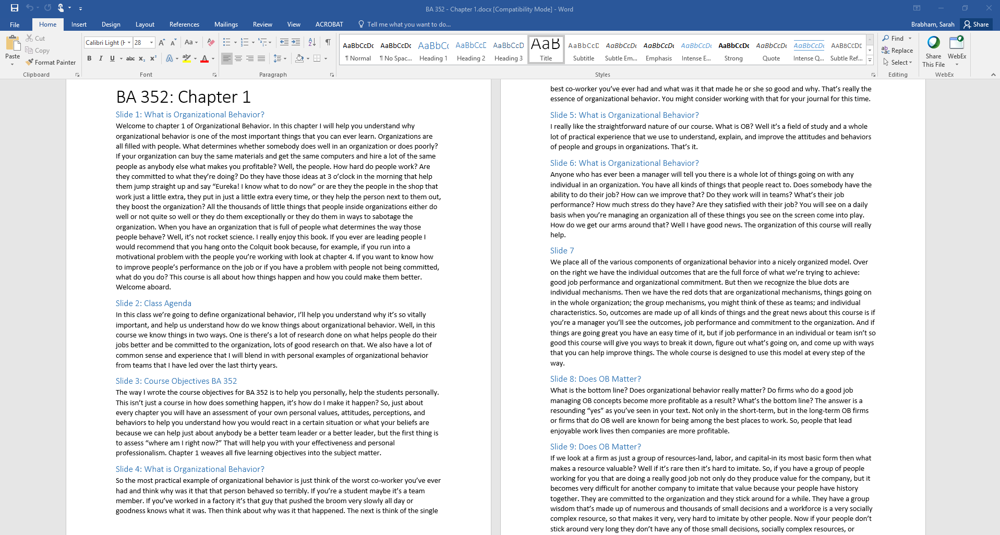 BA 352 - Chapter 1.docx [Compatibility Mode] - Word
File Home Insert Design Layout References Mailings Review View ACROBAT Tell me what you want to do... Brabham, Sarah Share
Paste
Cut
Copy
Format Painter
Clipboard
Calibri Light (H 28
Font
Paragraph
AaBbCcDc ¶ Normal
AaBbCcDc ¶ No Spac...
AaBbCc Heading 1
AaBbCcD Heading 2
AaBbCcD Heading 3
AaB Title
AaBbCcD Subtitle
AaBbCcDc Subtle Em...
AaBbCcDc Emphasis
AaBbCcDc Intense E...
AaBbCcDc Strong
AaBbCcDc Quote
AaBbCcDc Intense Q...
AABBCCDE Subtle Ref...
Styles
Find
Replace
Select
Editing
Share This File
WebEx
WebEx
BA 352: Chapter 1
Slide 1: What is Organizational Behavior?
Welcome to chapter 1 of Organizational Behavior. In this chapter I will help you understand why
organizational behavior is one of the most important things that you can ever learn. Organizations are
all filled with people. What determines whether somebody does well in an organization or does poorly?
If your organization can buy the same materials and get the same computers and hire a lot of the same
people as anybody else what makes you profitable? Well, the people. How hard do people work? Are
they committed to what they're doing? Do they have those ideas at 3 o'clock in the morning that help
them jump straight up and say “Eureka! I know what to do now” or are they the people in the shop that
work just a little extra, they put in just a little extra every time, or they help the person next to them out,
they boost the organization? All the thousands of little things that people inside organizations either do
well or not quite so well or they do them exceptionally or they do them in ways to sabotage the
organization. When you have an organization that is full of people what determines the way those
people behave? Well, it's not rocket science. I really enjoy this book. If you ever are leading people I
would recommend that you hang onto the Colquit book because, for example, if you run into a
motivational problem with the people you're working with look at chapter 4. If you want to know how
to improve people's performance on the job or if you have a problem with people not being committed,
what do you do? This course is all about how things happen and how you could make them better.
Welcome aboard.
Slide 2: Class Agenda
In this class we're going to define organizational behavior, I'll help you understand why it's so vitally
important, and help us understand how do we know things about organizational behavior. Well, in this
course we know things in two ways. One is there's a lot of research done on what helps people do their
jobs better and be committed to the organization, lots of good research on that. We also have a lot of
common sense and experience that I will blend in with personal examples of organizational behavior
from teams that I have led over the last thirty years.
Slide 3: Course Objectives BA 352
The way I wrote the course objectives for BA 352 is to help you personally, help the students personally.
This isn't just a course in how does something happen, it's how do I make it happen? So, just about
every chapter you will have an assessment of your own personal values, attitudes, perceptions, and
behaviors to help you understand how you would react in a certain situation or what your beliefs are
because we can help just about anybody be a better team leader or a better leader, but the first thing is
to assess “where am I right now?” That will help you with your effectiveness and personal
professionalism. Chapter 1 weaves all five learning objectives into the subject matter.
Slide 4: What is Organizational Behavior?
So the most practical example of organizational behavior is just think of the worst co-worker you've ever
had and think why was it that that person behaved so terribly. If you're a student maybe it's a team
member. If you've worked in a factory it's that guy that pushed the broom very slowly all day or
goodness knows what it was. Then think about why was it that happened. The next is think of the single
best co-worker you've ever had and what was it that made he or she so good and why. That's really the
essence of organizational behavior. You might consider working with that for your journal for this time.
Slide 5: What is Organizational Behavior?
I really like the straightforward nature of our course. What is OB? Well it's a field of study and a whole
lot of practical experience that we use to understand, explain, and improve the attitudes and behaviors
of people and groups in organizations. That's it.
Slide 6: What is Organizational Behavior?
Anyone who has ever been a manager will tell you there is a whole lot of things going on with any
individual in an organization. You have all kinds of things that people react to. Does somebody have the
ability to do their job? How can we improve that? Do they work will in teams? What's their job
performance? How much stress do they have? Are they satisfied with their job? You will see on a daily
basis when you're managing an organization all of these things you see on the screen come into play.
How do we get our arms around that? Well I have good news. The organization of this course will really
help.
Slide 7
We place all of the various components of organizational behavior into a nicely organized model. Over
on the right we have the individual outcomes that are the full force of what we're trying to achieve:
good job performance and organizational commitment. But then we recognize the blue dots are
individual mechanisms. Then we have the red dots that are organizational mechanisms, things going on
in the whole organization; the group mechanisms, you might think of these as teams; and individual
characteristics. So, outcomes are made up of all kinds of things and the great news about this course is if
you're a manager you'll see the outcomes, job performance and commitment to the organization. And if
things are going great you have an easy time of it, but if job performance in an individual or team isn't so
good this course will give you ways to break it down, figure out what's going on, and come up with ways
that you can help improve things. The whole course is designed to use this model at every step of the
way.
Slide 8: Does OB Matter?
What is the bottom line? Does organizational behavior really matter? Do firms who do a good job
managing OB concepts become more profitable as a result? What's the bottom line? The answer is a
resounding “yes” as you've seen in your text. Not only in the short-term, but in the long-term OB firms
or firms that do OB well are known for being among the best places to work. So, people that lead
enjoyable work lives then companies are more profitable.
Slide 9: Does OB Matter?
If we look at a firm as just a group of resources-land, labor, and capital-in its most basic form then what
makes a resource valuable? Well if it's rare then it's hard to imitate. So, if you have a group of people
working for you that are doing a really good job not only do they produce value for the company, but it
becomes very difficult for another company to imitate that value because your people have history
together. They are committed to the organization and they stick around for a while. They have a group
wisdom that's made up of numerous and thousands of small decisions and a workforce is a very socially
complex resource, so that makes it very, very hard to imitate by other people. Now if your people don't
stick around very long they don't have any of those small decisions, socially complex resources, or